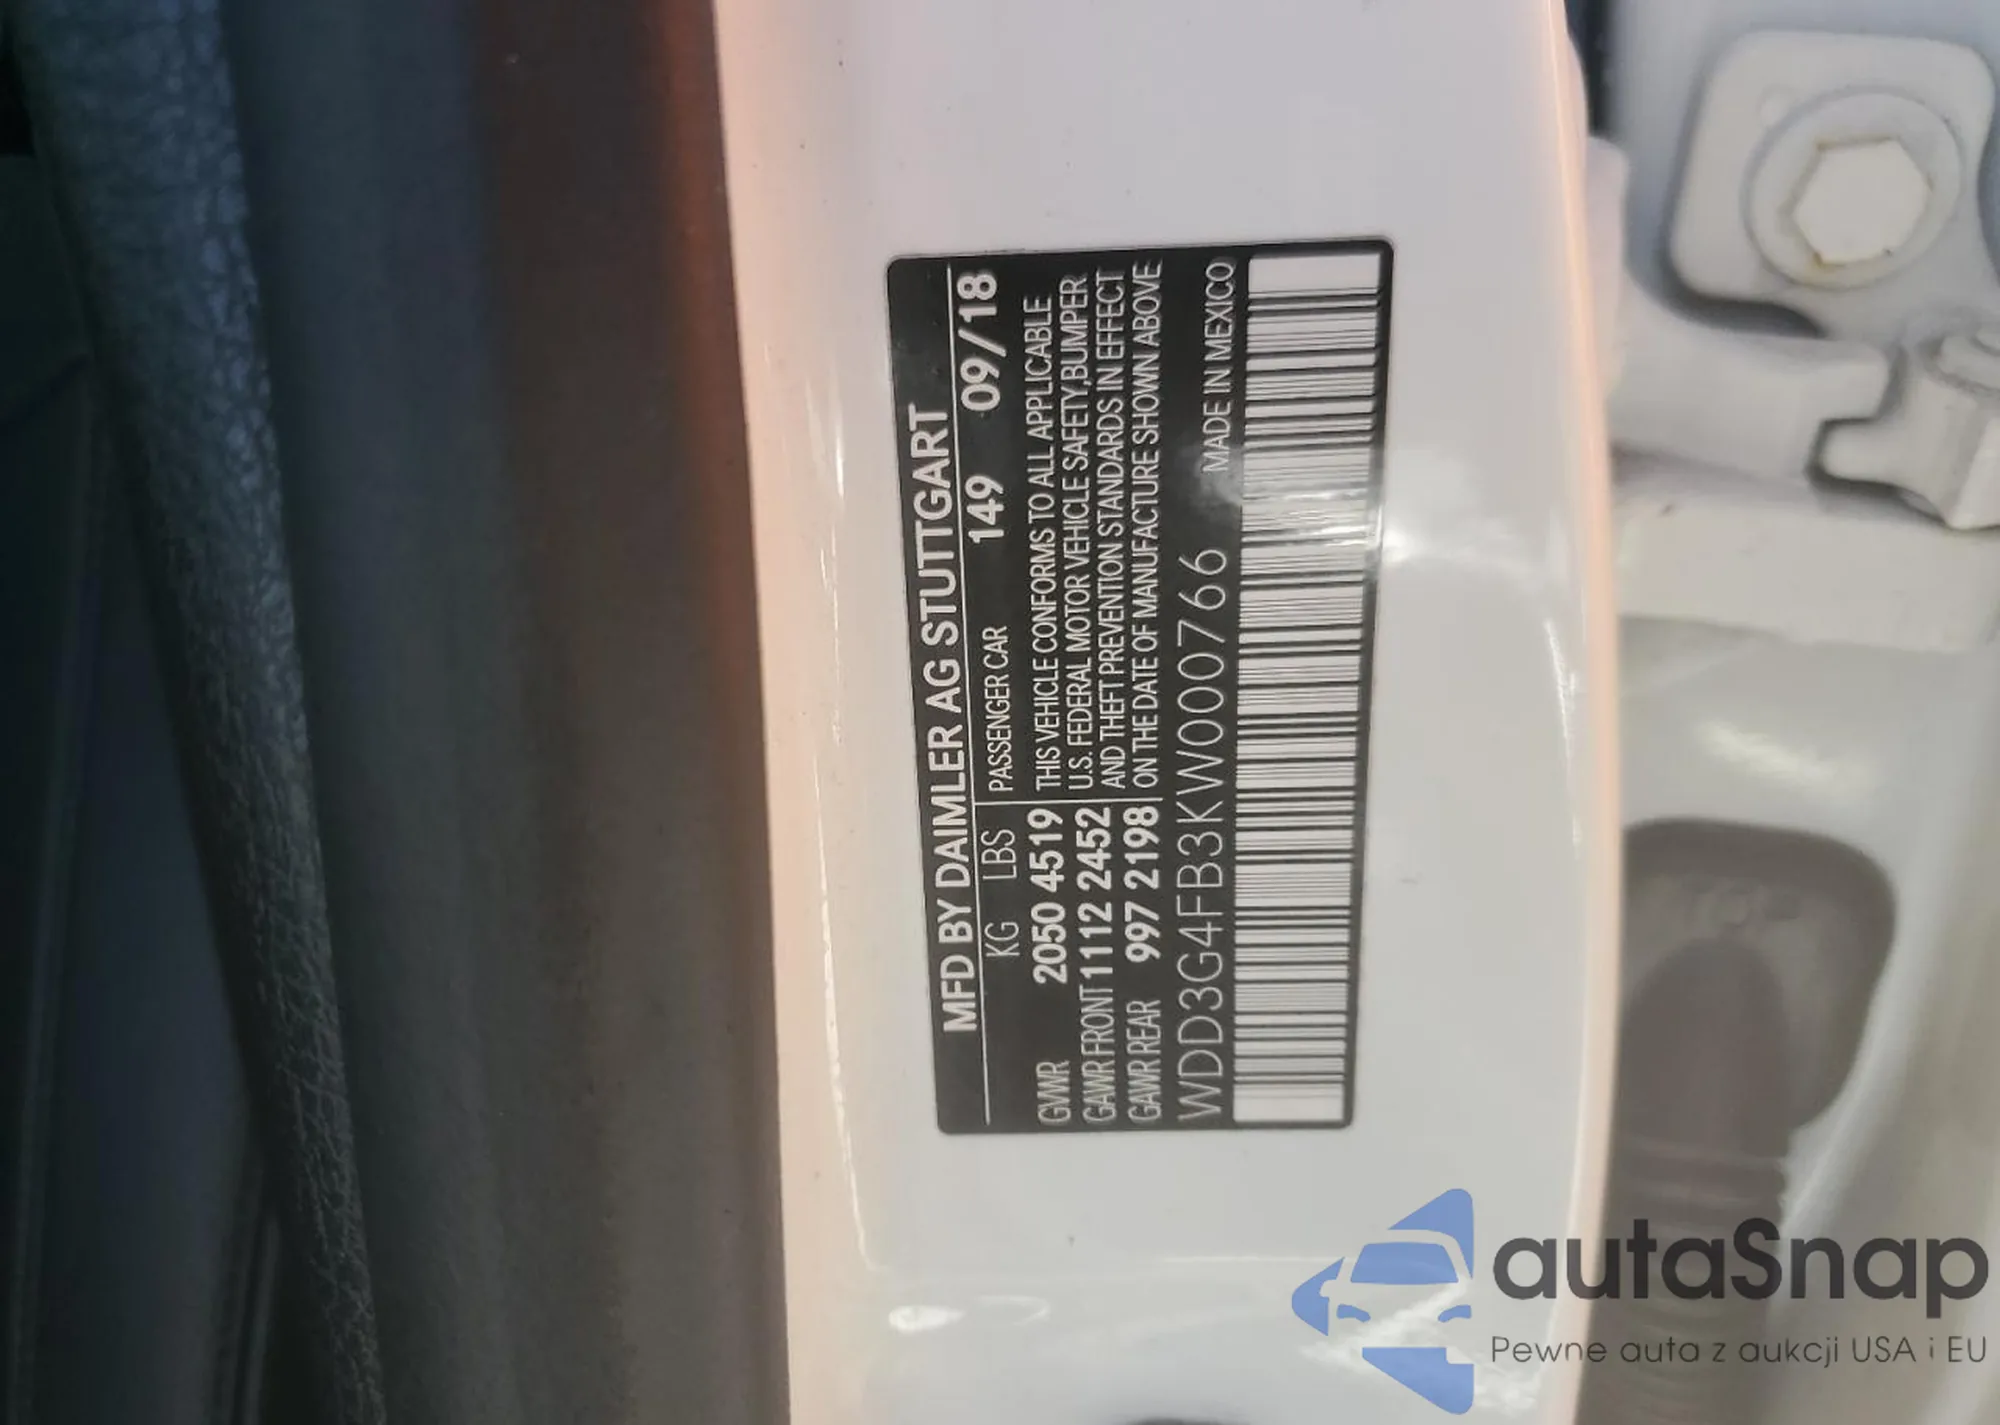 MFD BY DAIMLER AG STUTTGART
KG LBS PASSENGER CAR 149 09/18
GVWR 2050 4519 THIS VEHICLE CONFORMS TO ALL APPLICABLE
GAWR FRONT 1112 2452 U.S. FEDERAL MOTOR VEHICLE SAFETY,BUMPER
AND THEFT PREVENTION STANDARDS IN EFFECT
GAWR REAR 997 2198 ON THE DATE OF MANUFACTURE SHOWN ABOVE
WDD3G4FB3KW000766 MADE IN MEXICO
autaSnap
Pewne auta z aukcji USA i EU